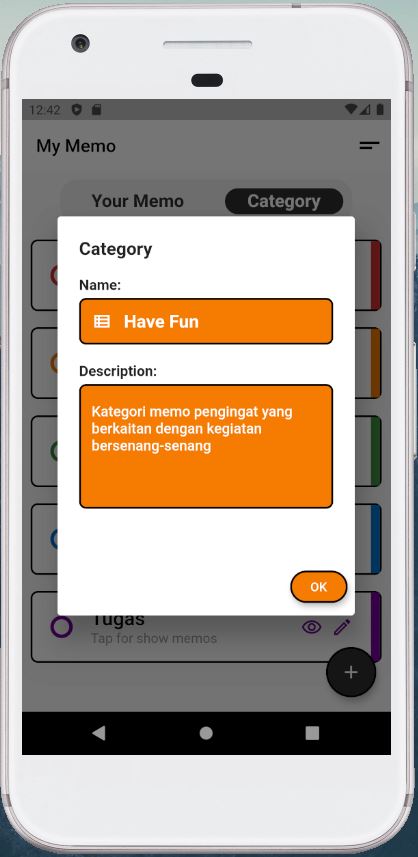 12:42
My Memo
Your Memo
Category
Category
Name:
Have Fun
Description:
Kategori memo pengingat yang
berkaitan dengan kegiatan
bersenang-senang
OK
Tugas
Tap for show memos